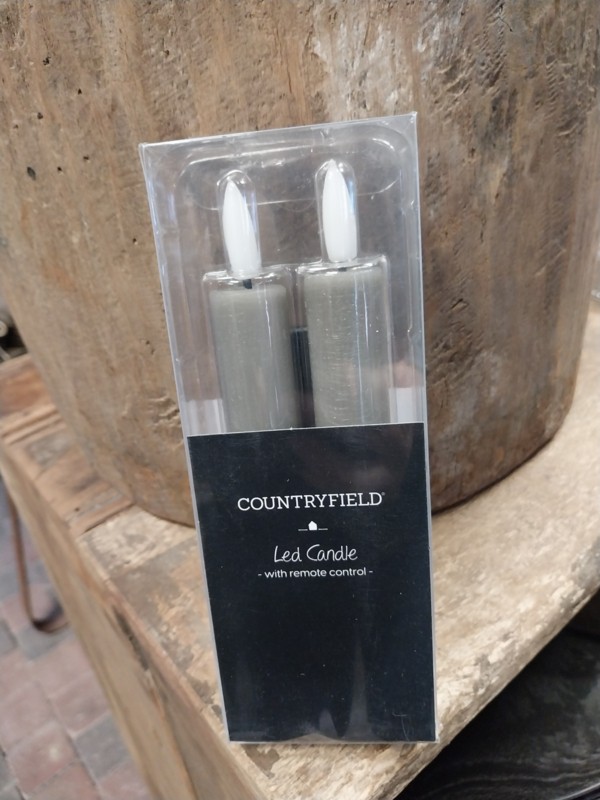 COUNTRYFIELD®
Led Candle
- with remote control -